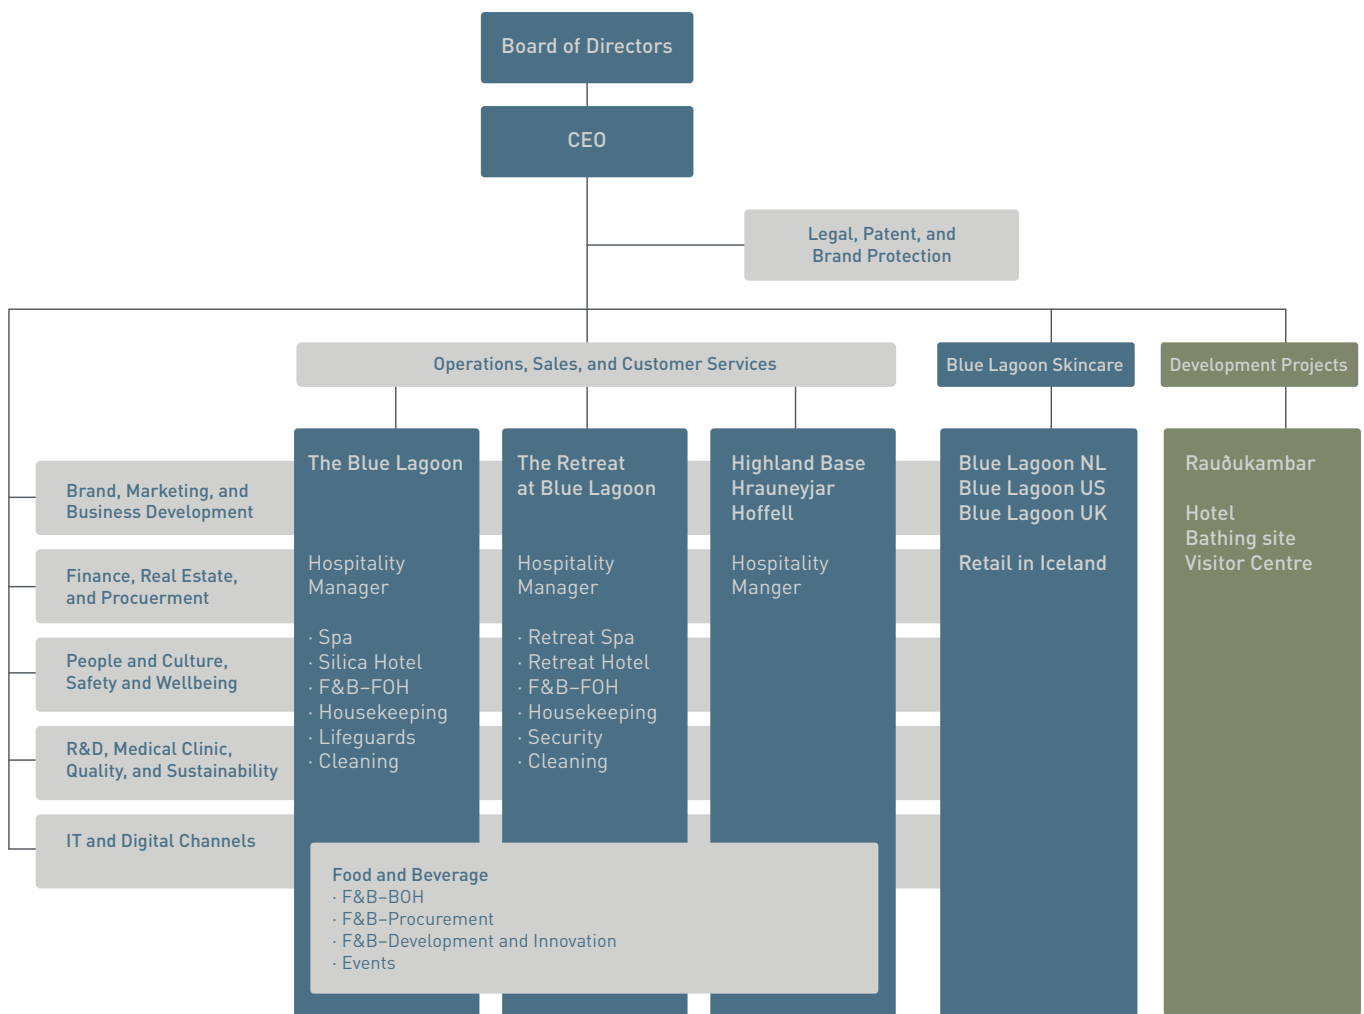 Board of Directors
CEO
Legal, Patent, and
Brand Protection
Operations, Sales, and Customer Services
Blue Lagoon Skincare
Development Projects
Brand, Marketing, and
Business Development
Finance, Real Estate,
and Procuerment
People and Culture,
Safety and Wellbeing
R&D, Medical Clinic,
Quality, and Sustainability
IT and Digital Channels
The Blue Lagoon
Hospitality
Manager
· Spa
· Silica Hotel
· F&B–FOH
· Housekeeping
· Lifeguards
· Cleaning
The Retreat
at Blue Lagoon
Hospitality
Manager
· Retreat Spa
· Retreat Hotel
· F&B–FOH
· Housekeeping
· Security
· Cleaning
Highland Base
Hrauneyjar
Hoffell
Hospitality
Manger
Food and Beverage
· F&B–BOH
· F&B–Procurement
· F&B–Development and Innovation
· Events
Blue Lagoon NL
Blue Lagoon US
Blue Lagoon UK
Retail in Iceland
Rauðukambar
Hotel
Bathing site
Visitor Centre